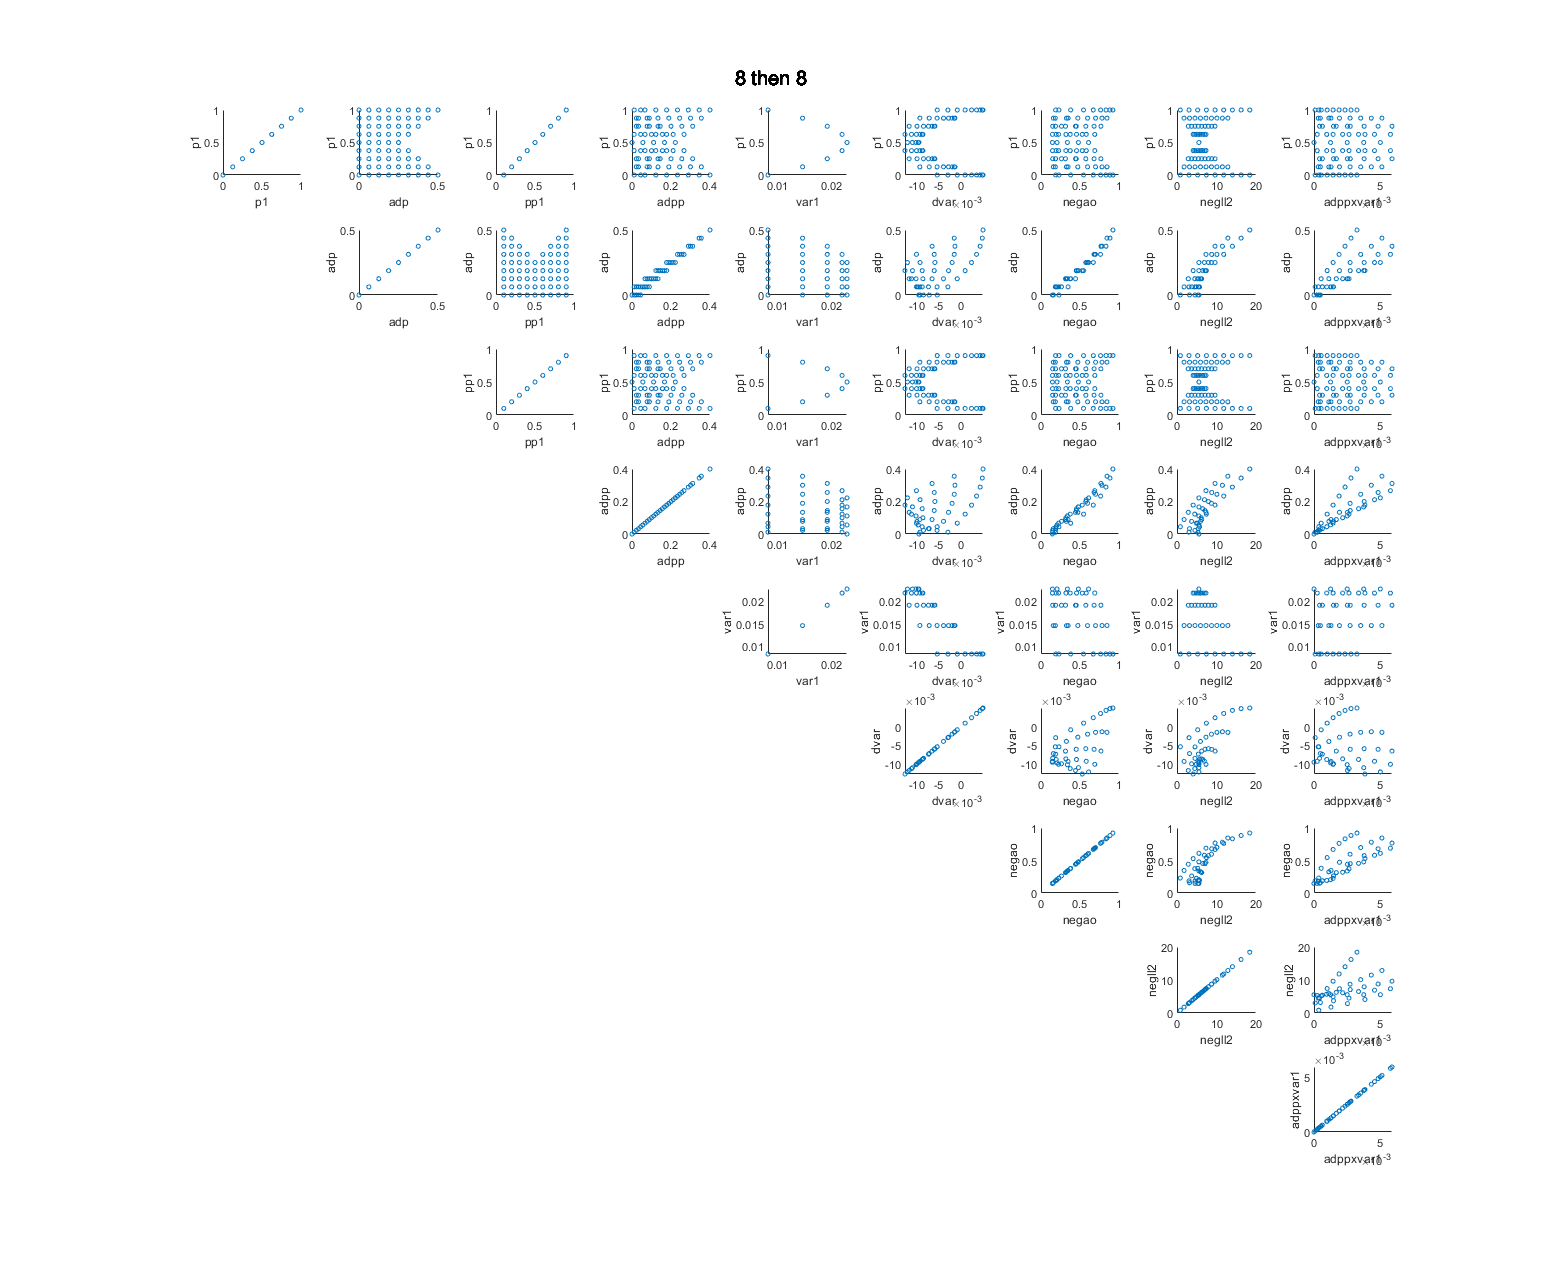 8 then 8
p1 1 0.5 0 0 0.5 1 p1
p1 1 0.5 0 0 0.5 adp
p1 1 0.5 0 0 0.5 1 pp1
p1 1 0.5 0 0 0.2 0.4 adpp
p1 1 0.5 0 0.01 0.02 var1
p1 1 0.5 0 -10 -5 0 dvar ×10-3
p1 1 0.5 0 0 0.5 1 negao
p1 1 0.5 0 0 10 20 negll2
p1 1 0.5 0 0 5 adppxvar1 ×10-3
adp 0.5 0 0 0.5 adp
adp 0.5 0 0 0.5 1 pp1
adp 0.5 0 0 0.2 0.4 adpp
adp 0.5 0 0.01 0.02 var1
adp 0.5 0 -10 -5 0 dvar ×10-3
adp 0.5 0 0 0.5 1 negao
adp 0.5 0 0 10 20 negll2
adp 0.5 0 0 5 adppxvar1 ×10-3
pp1 1 0.5 0 0 0.5 1 pp1
pp1 1 0.5 0 0 0.2 0.4 adpp
pp1 1 0.5 0 0.01 0.02 var1
pp1 1 0.5 0 -10 -5 0 dvar ×10-3
pp1 1 0.5 0 0 0.5 1 negao
pp1 1 0.5 0 0 10 20 negll2
pp1 1 0.5 0 0 5 adppxvar1 ×10-3
adpp 0.4 0.2 0 0 0.2 0.4 adpp
adpp 0.4 0.2 0 0.01 0.02 var1
adpp 0.4 0.2 0 -10 -5 0 dvar ×10-3
adpp 0.4 0.2 0 0 0.5 1 negao
adpp 0.4 0.2 0 0 10 20 negll2
adpp 0.4 0.2 0 0 5 adppxvar1 ×10-3
var1 0.02 0.015 0.01 0.01 0.02 var1
var1 0.02 0.015 0.01 -10 -5 0 dvar ×10-3
var1 0.02 0.015 0.01 0 0.5 1 negao
var1 0.02 0.015 0.01 0 10 20 negll2
var1 0.02 0.015 0.01 0 5 adppxvar1 ×10-3
×10-3 dvar 0 -5 -10 -10 -5 0 dvar ×10-3
×10-3 dvar 0 -5 -10 0 0.5 1 negao
×10-3 dvar 0 -5 -10 0 10 20 negll2
×10-3 dvar 0 -5 -10 0 5 adppxvar1 ×10-3
negao 1 0.5 0 0 0.5 1 negao
negao 1 0.5 0 0 10 20 negll2
negao 1 0.5 0 0 5 adppxvar1 ×10-3
negll2 20 10 0 0 10 20 negll2
negll2 20 10 0 0 5 adppxvar1 ×10-3
×10-3 adppxvar1 5 0 0 5 adppxvar1 ×10-3